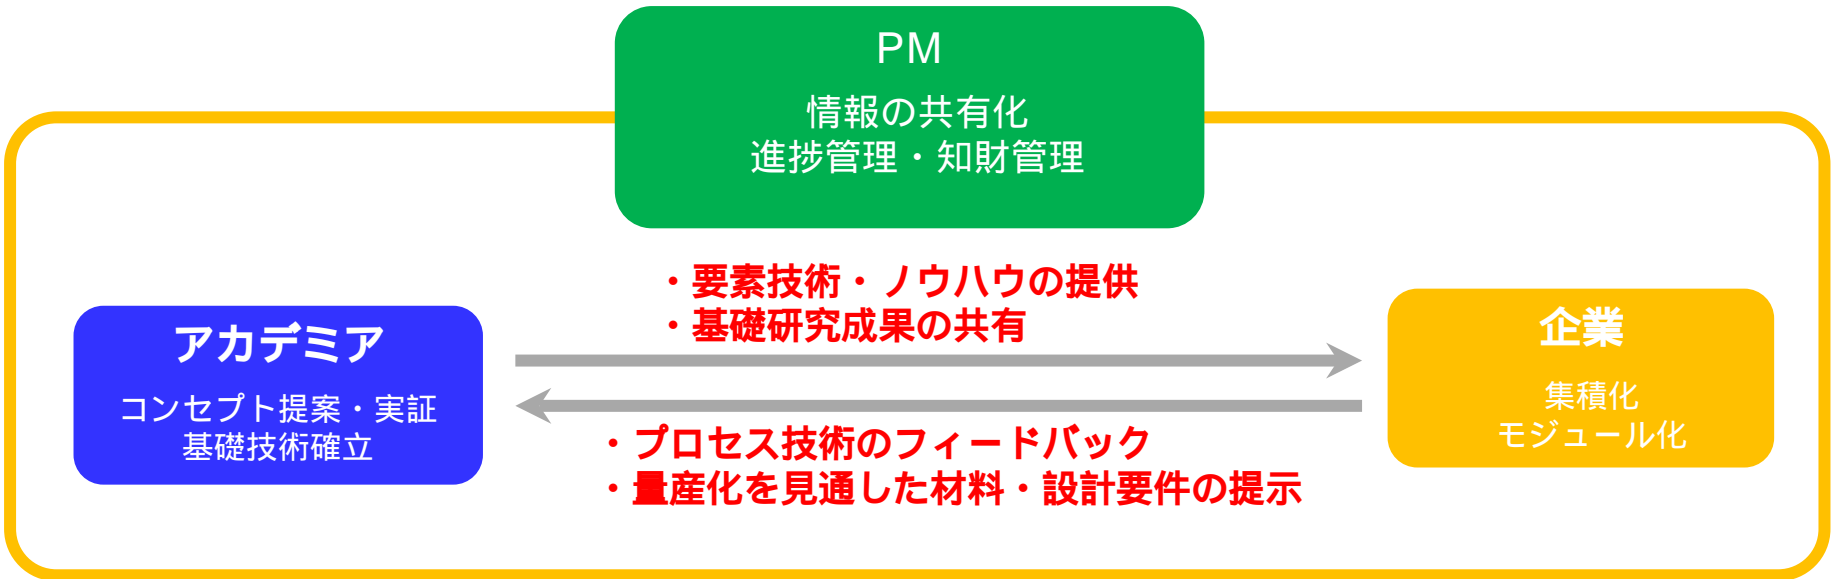 PM
情報の共有化
進捗管理・知財管理
・要素技術・ノウハウの提供
・基礎研究成果の共有
アカデミア
コンセプト提案・実証
基礎技術確立
企業
集積化
モジュール化
・プロセス技術のフィードバック
・量産化を見通した材料・設計要件の提示